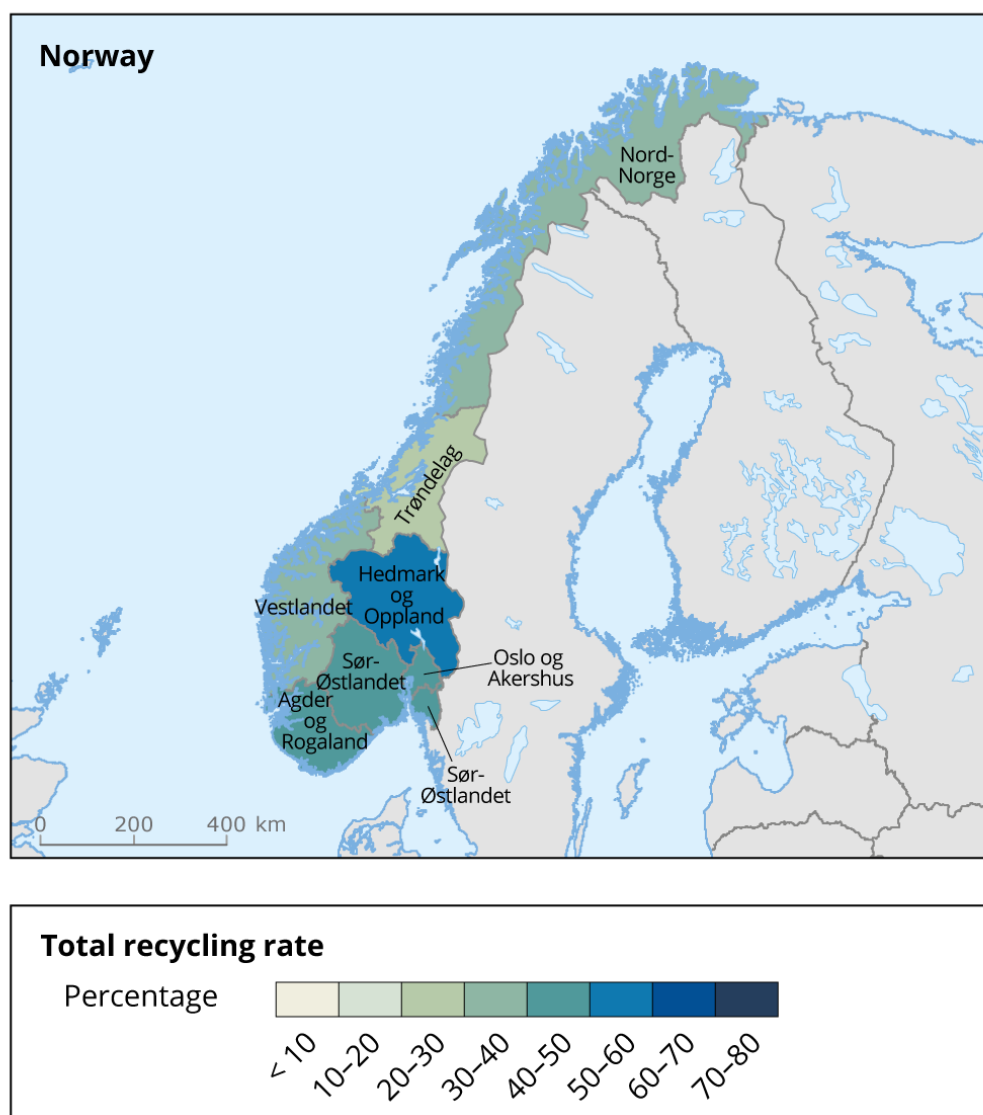 Norway
Nord-
Norge
Trøndelag
Hedmark
og
Oppland
Vestlandet
Sør-
Østlandet
Oslo og
Akershus
Agder
og
Rogaland
Sør-
Østlandet
0 200 400 km
Total recycling rate
Percentage
< 10
10–20
20–30
30–40
40–50
50–60
60–70
70–80